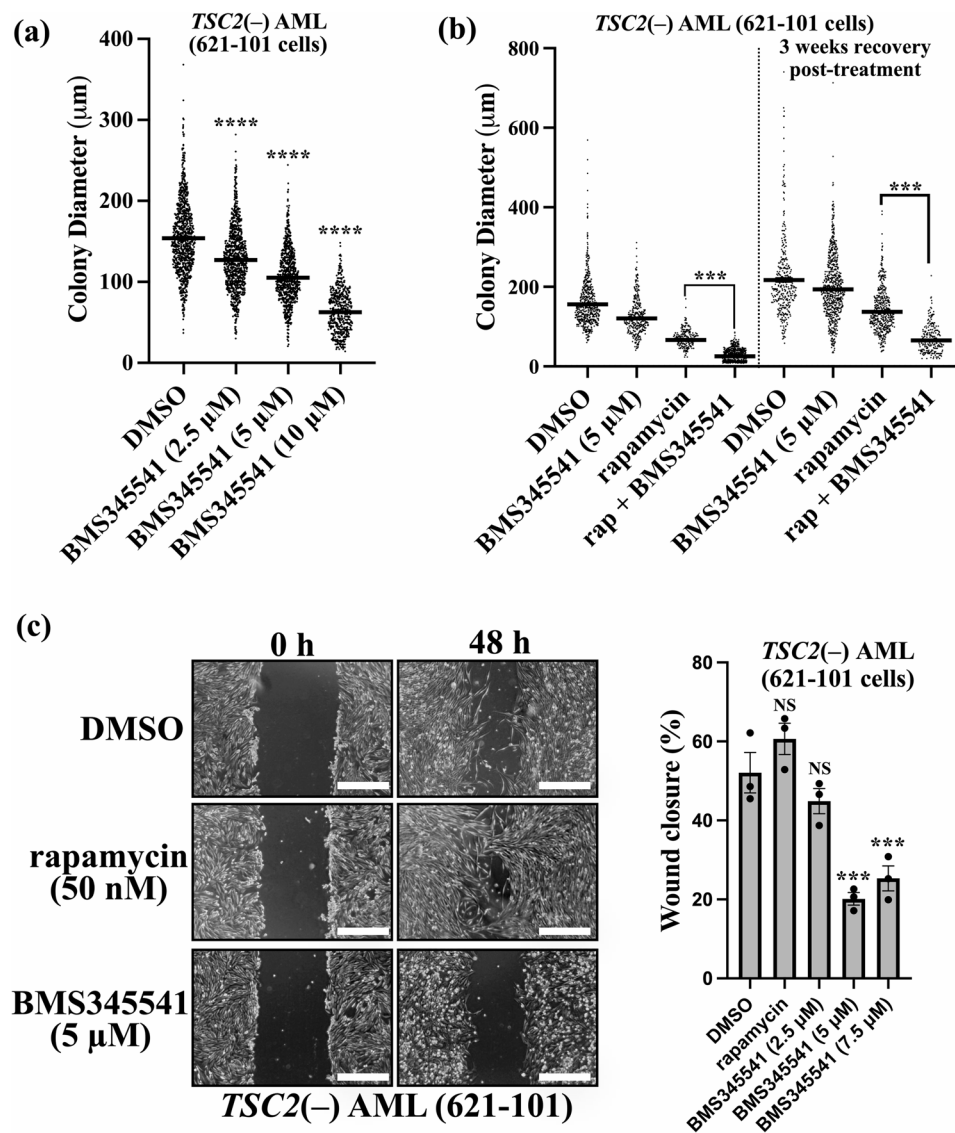 (a)
TSC2(–) AML
(621-101 cells)
Colony Diameter (μm)
400
300
200
100
0
****
****
****
DMSO
BMS345541 (2.5 μM)
BMS345541 (5 μM)
BMS345541 (10 μM)
(b)
TSC2(–) AML (621-101 cells)
3 weeks recovery
post-treatment
Colony Diameter (μm)
800
600
400
200
0
***
***
DMSO
BMS345541 (5 μM)
rapamycin
rap + BMS345541
DMSO
BMS345541 (5 μM)
rapamycin
rap + BMS345541
(c)
0 h
48 h
DMSO
rapamycin
(50 nM)
BMS345541
(5 μM)
TSC2(–) AML (621-101)
TSC2(–) AML
(621-101 cells)
Wound closure (%)
80
60
40
20
0
NS
NS
***
***
DMSO
rapamycin
BMS345541 (2.5 μM)
BMS345541 (5 μM)
BMS345541 (7.5 μM)